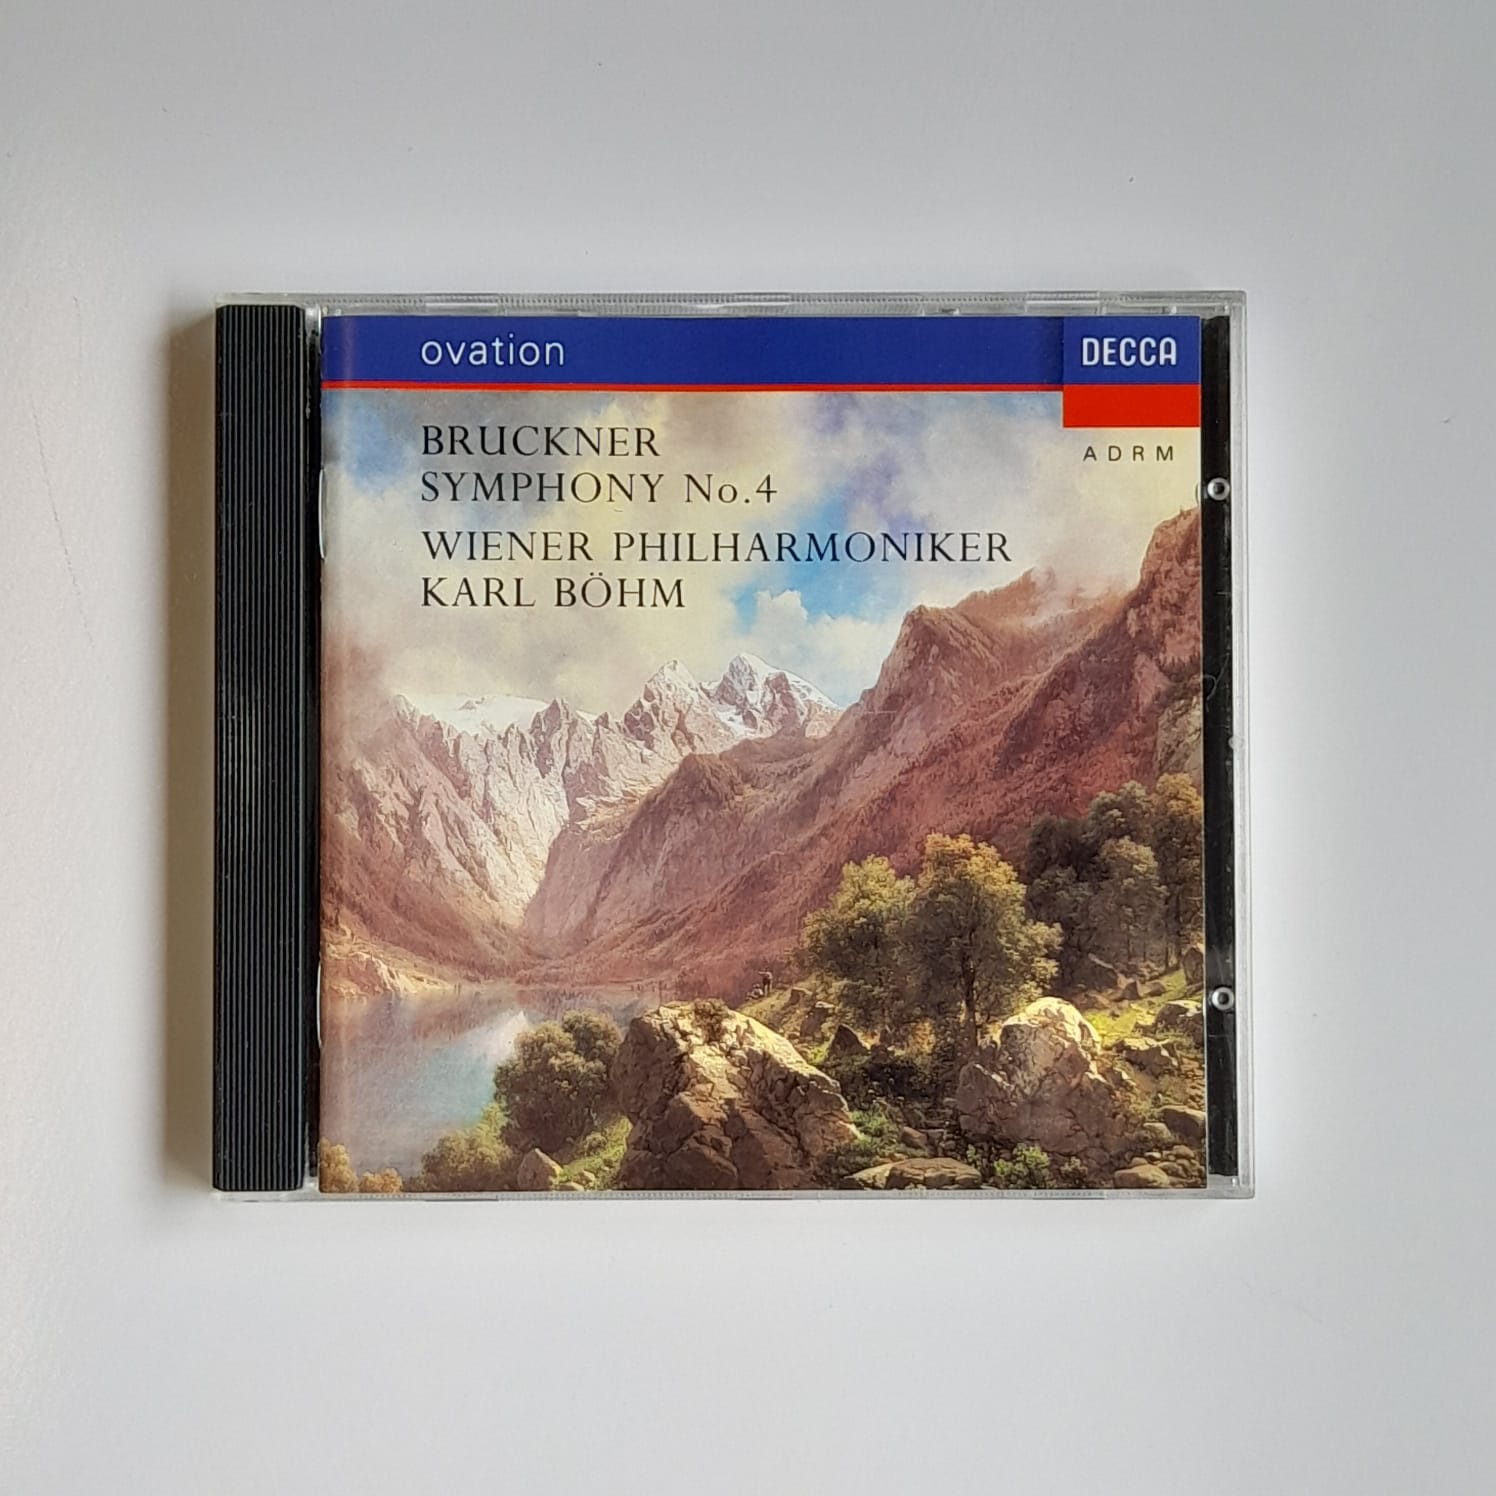 ovation
DECCA
BRUCKNER
ADRM
SYMPHONY No.4
WIENER PHILHARMONIKER
KARL BÖHM